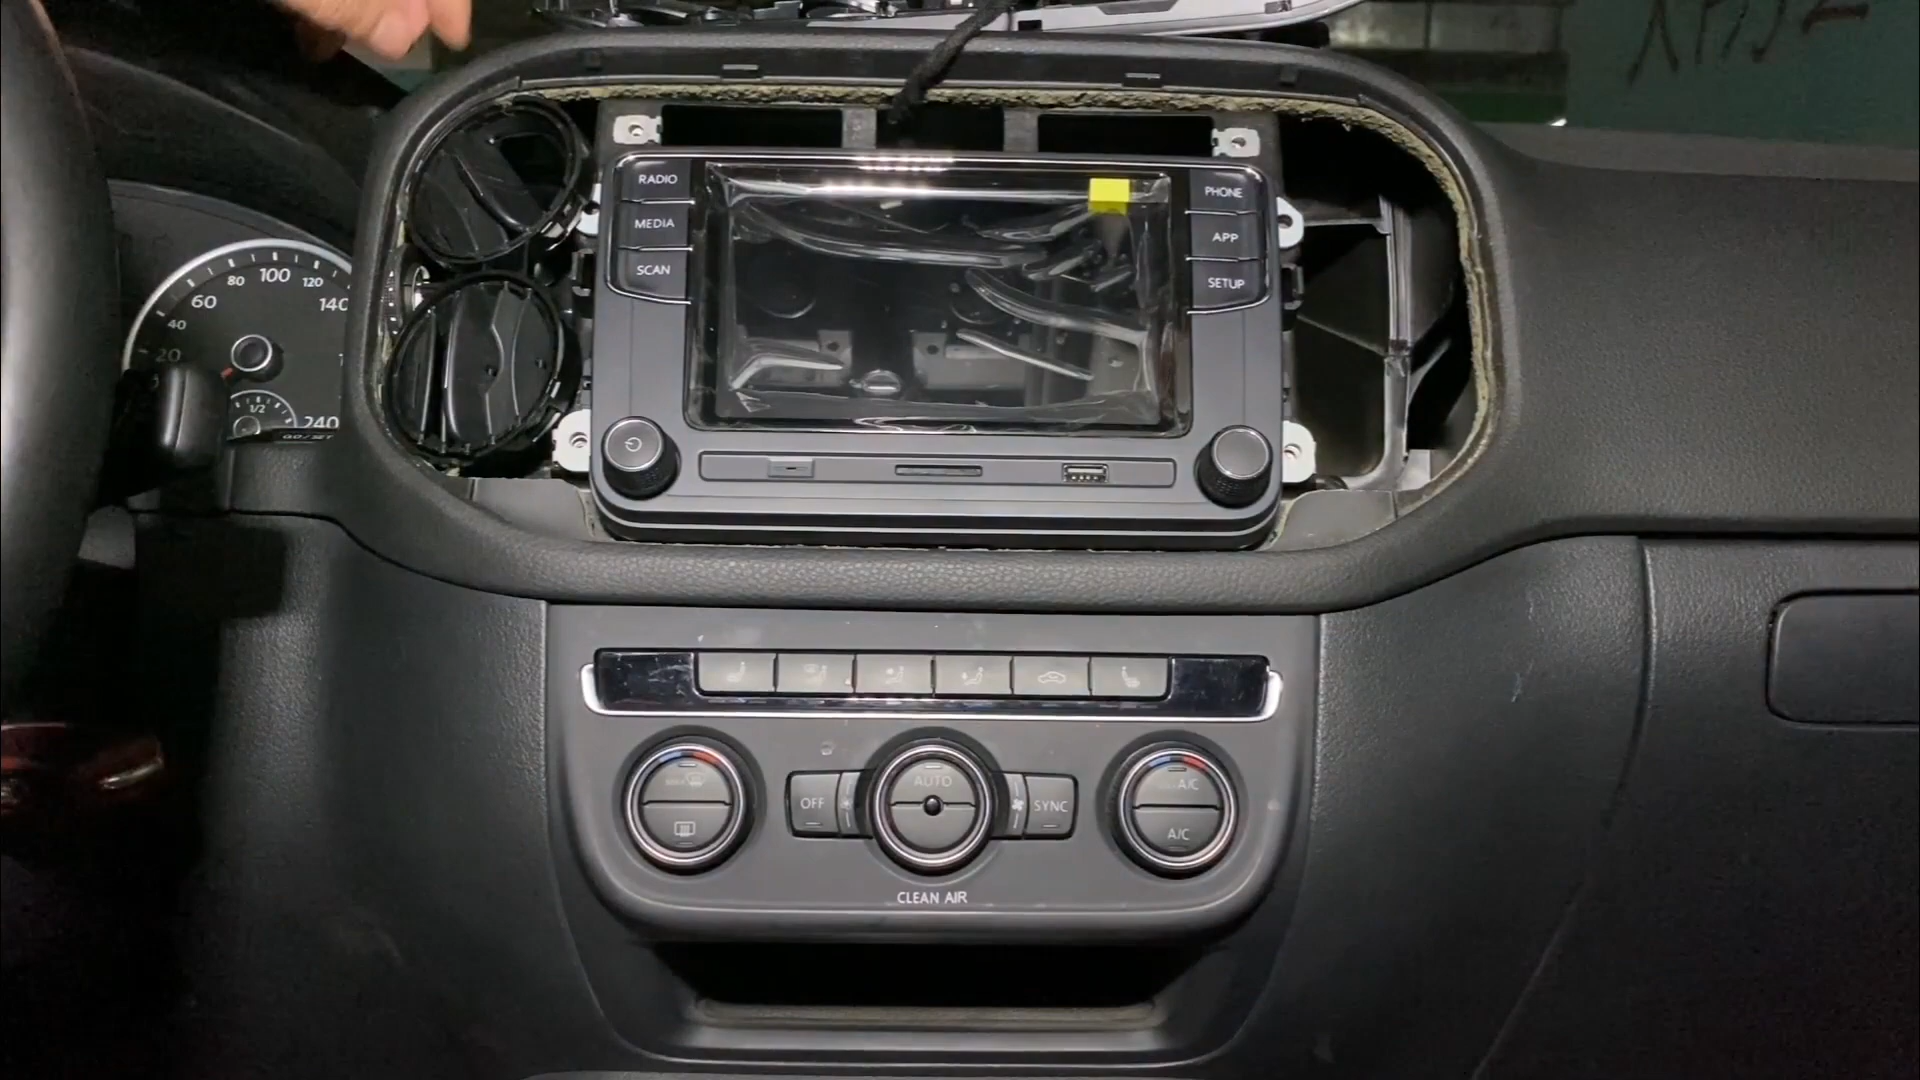 RADIO
MEDIA
SCAN
PHONE
APP
SETUP
20
40
60
80
100
120
140
240
1/2
OFF
AUTO
SYNC
A/C
A/C
CLEAN AIR